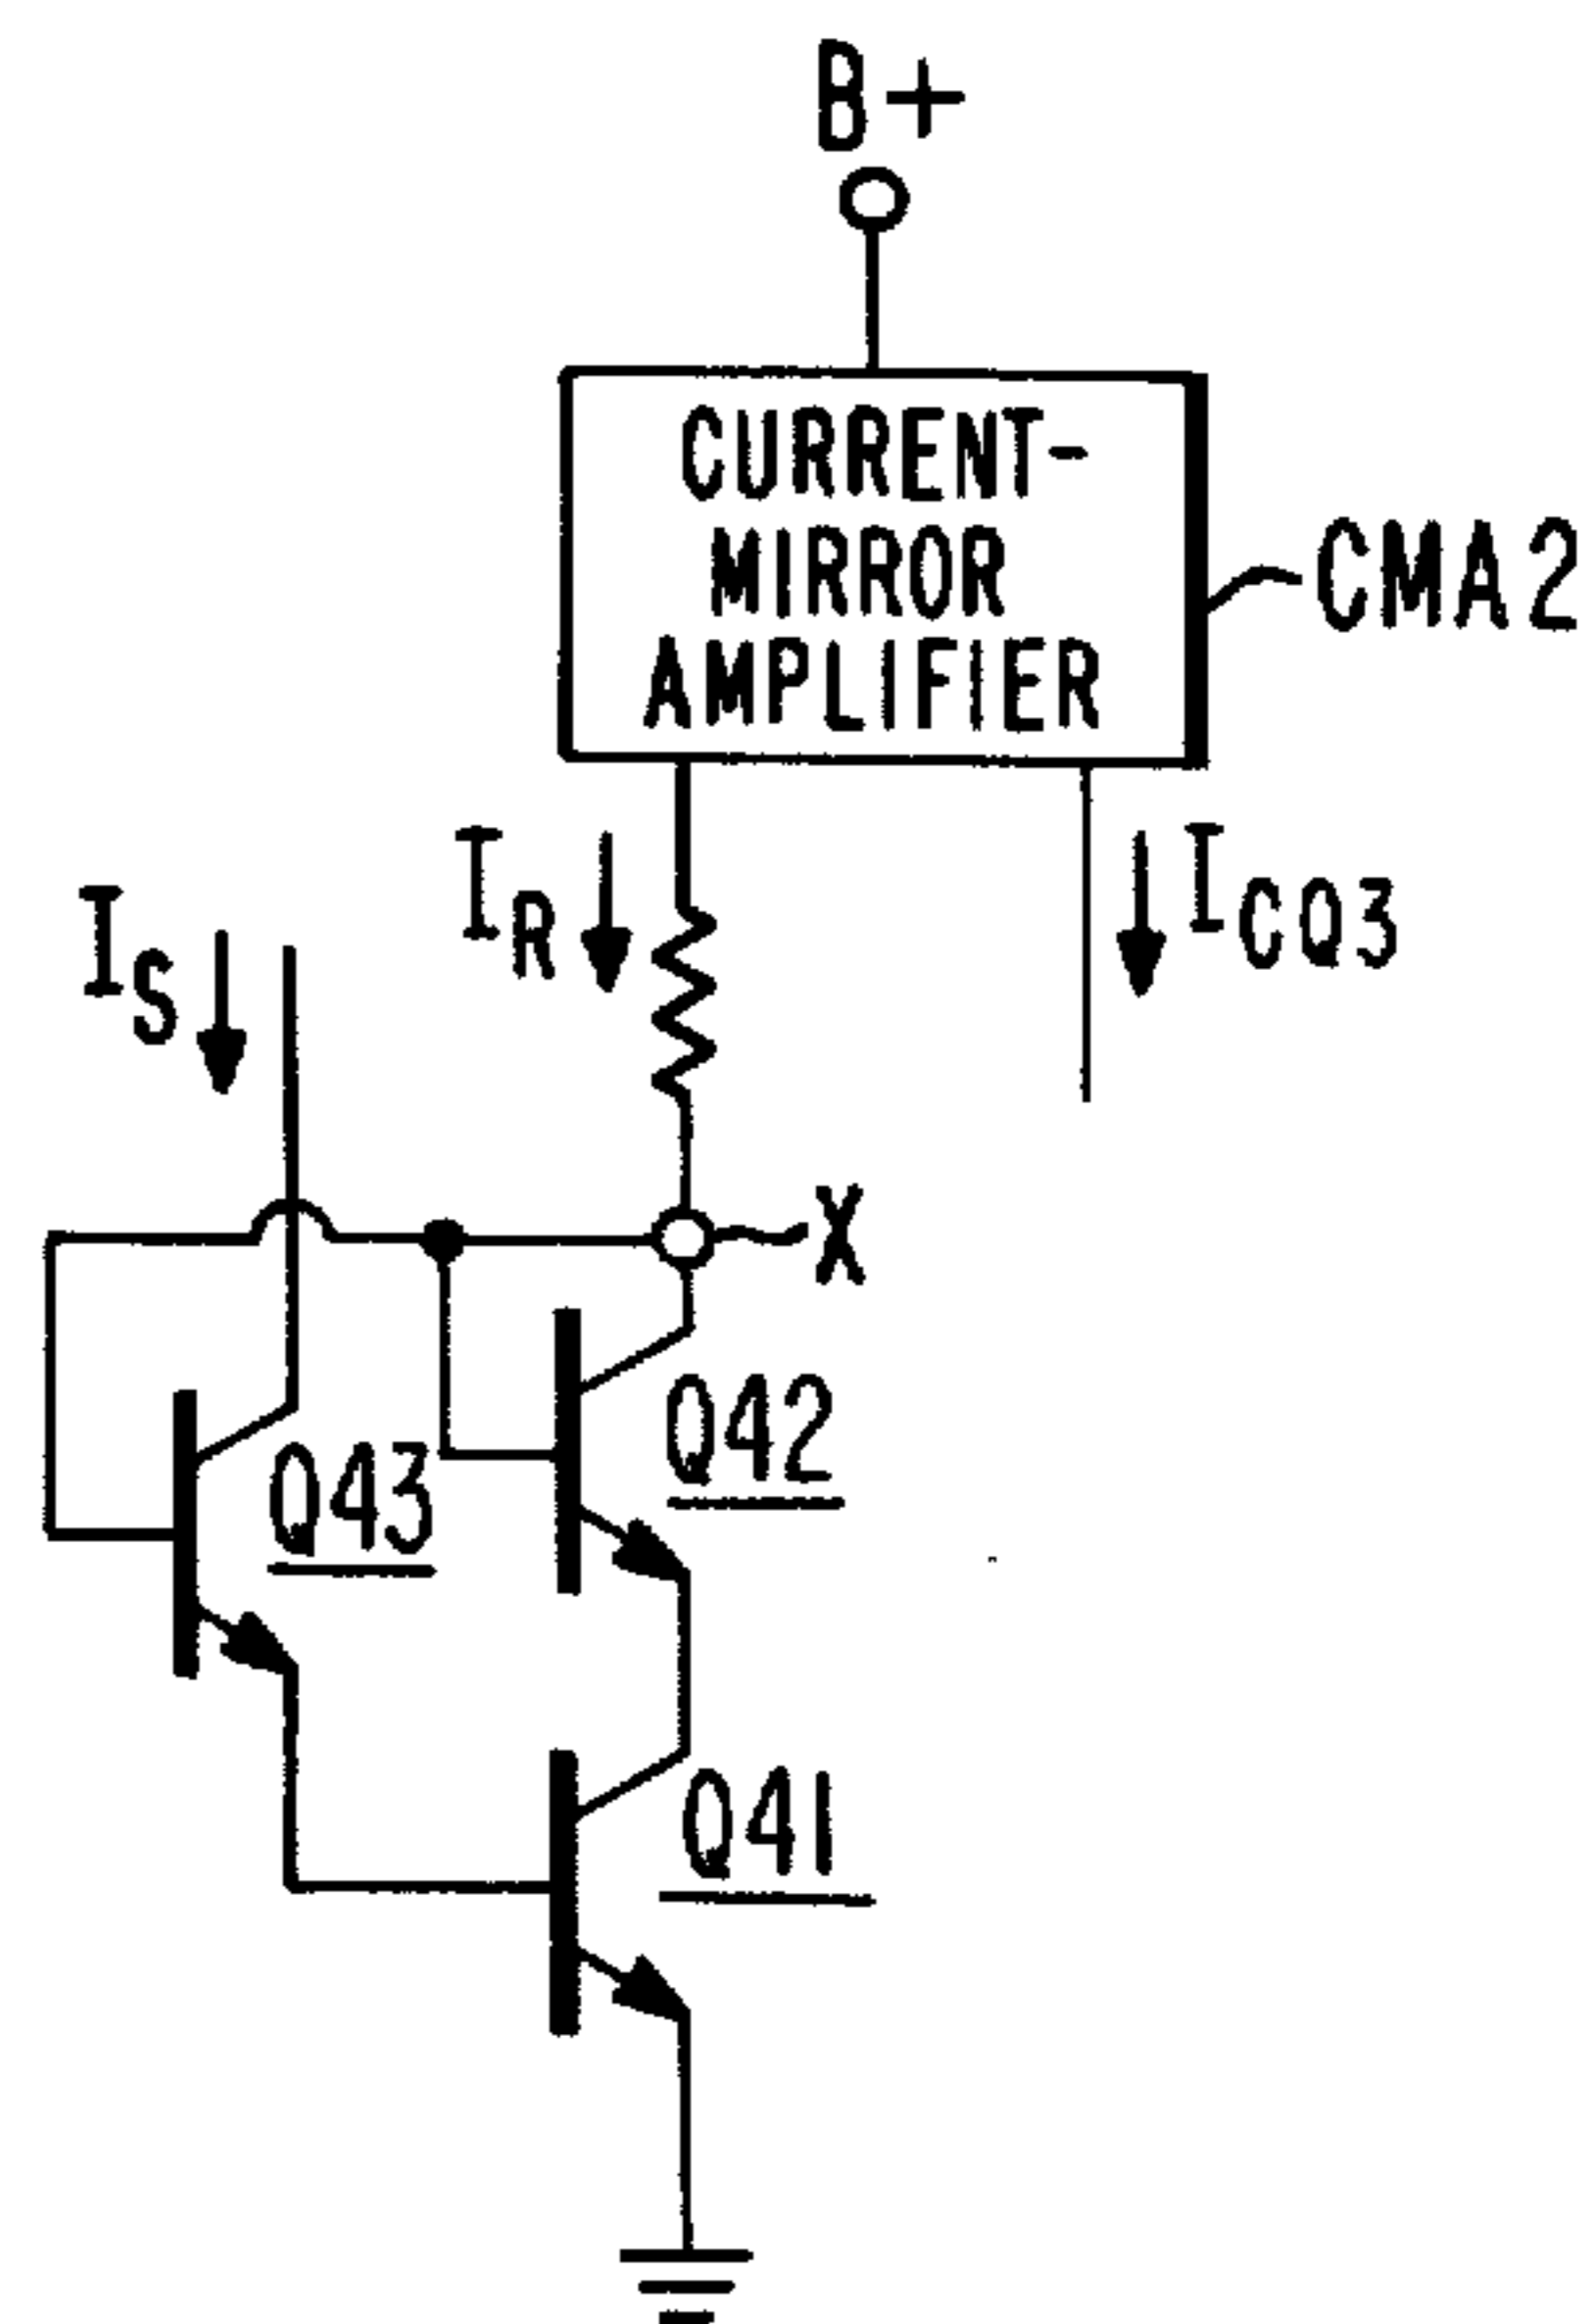 B+
CURRENT-
MIRROR
AMPLIFIER
CMA2
IS
IR
ICQ3
X
Q43
Q42
Q41